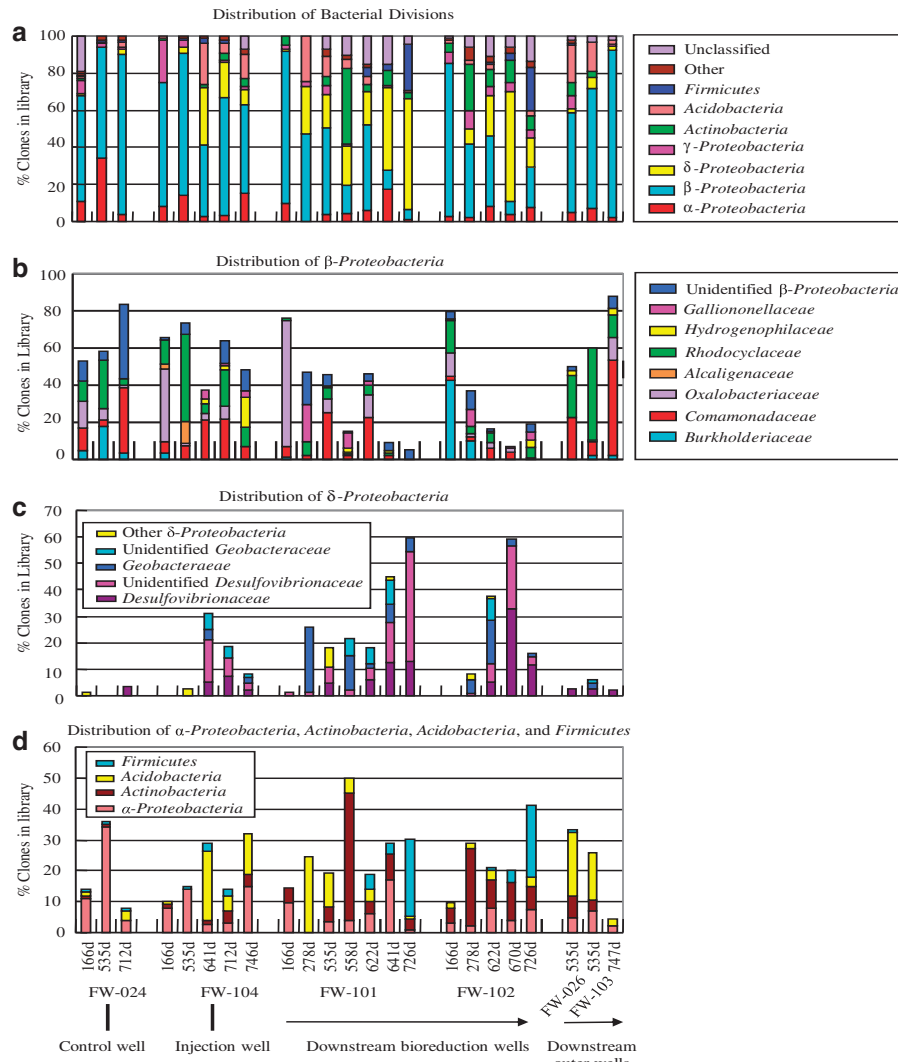 Distribution of Bacterial Divisions
a
% Clones in library
100
80
60
40
20
0
Unclassified
Other
Firmicutes
Acidobacteria
Actinobacteria
γ-Proteobacteria
δ-Proteobacteria
β-Proteobacteria
α-Proteobacteria
b
Distribution of β-Proteobacteria
% Clones in Library
100
80
60
40
20
0
Unidentified β-Proteobacteria
Galliononellaceae
Hydrogenophilaceae
Rhodocyclaceae
Alcaligenaceae
Oxalobacteriaceae
Comamonadaceae
Burkholderiaceae
c
Distribution of δ-Proteobacteria
% Clones in Library
70
60
50
40
30
20
10
0
Other δ-Proteobacteria
Unidentified Geobacteraceae
Geobacteraeae
Unidentified Desulfovibrionaceae
Desulfovibrionaceae
Distribution of α-Proteobacteria, Actinobacteria, Acidobacteria, and Firmicutes
d
% Clones in library
60
50
40
30
20
10
0
Firmicutes
Acidobacteria
Actinobacteria
α-Proteobacteria
166d 535d 712d 166d 535d 641d 712d 746d 166d 278d 535d 558d 622d 641d 726d 166d 278d 622d 670d 726d 535d 535d 747d
FW-024 FW-104 FW-101 FW-102 FW-026 FW-103
Control well Injection well Downstream bioreduction wells Downstream